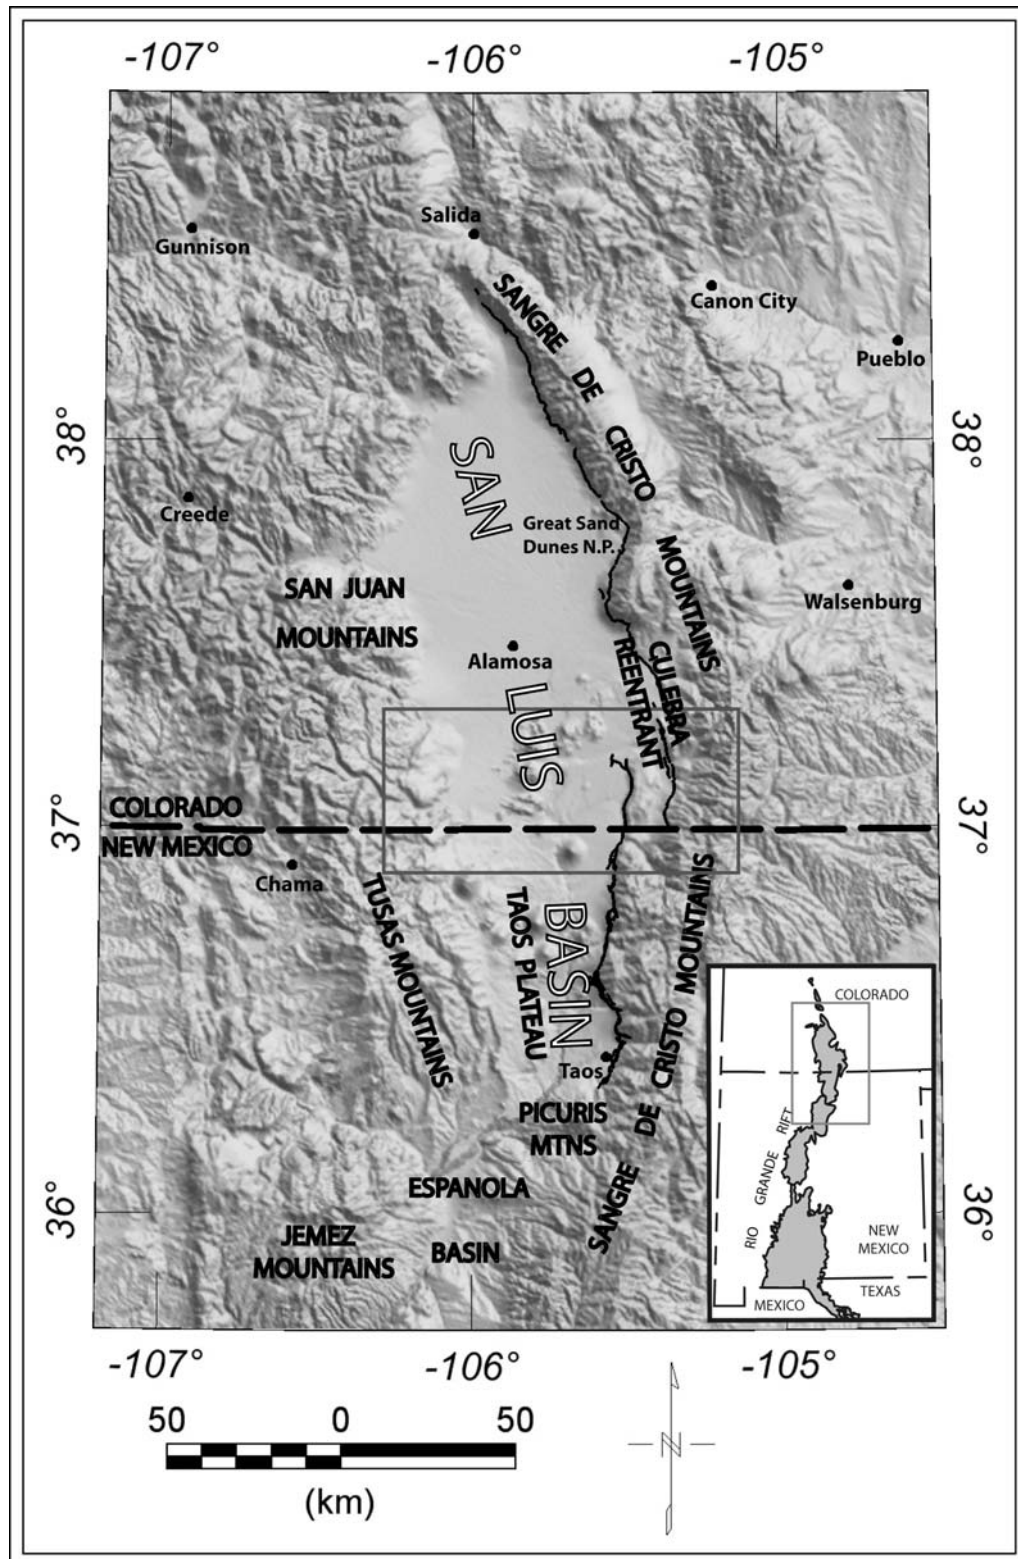 -107° -106° -105°
Salida
Gunnison
SANGRE DE CRISTO MOUNTAINS
Canon City
Pueblo
38° 38°
SAN LUIS BASIN
Creede
Great Sand
Dunes N.P.
SAN JUAN
MOUNTAINS
Walsenburg
Alamosa
CULEBRA
REENTRANT
COLORADO
NEW MEXICO
37° 37°
Chama
TUSAS MOUNTAINS
TAOS PLATEAU
SANGRE DE CRISTO MOUNTAINS
Taos
PICURIS
MTNS
ESPANOLA
BASIN
JEMEZ
MOUNTAINS
36° 36°
COLORADO
RIO GRANDE RIFT
NEW
MEXICO
TEXAS
MEXICO
-107° -106° -105°
50 0 50
(km)
N